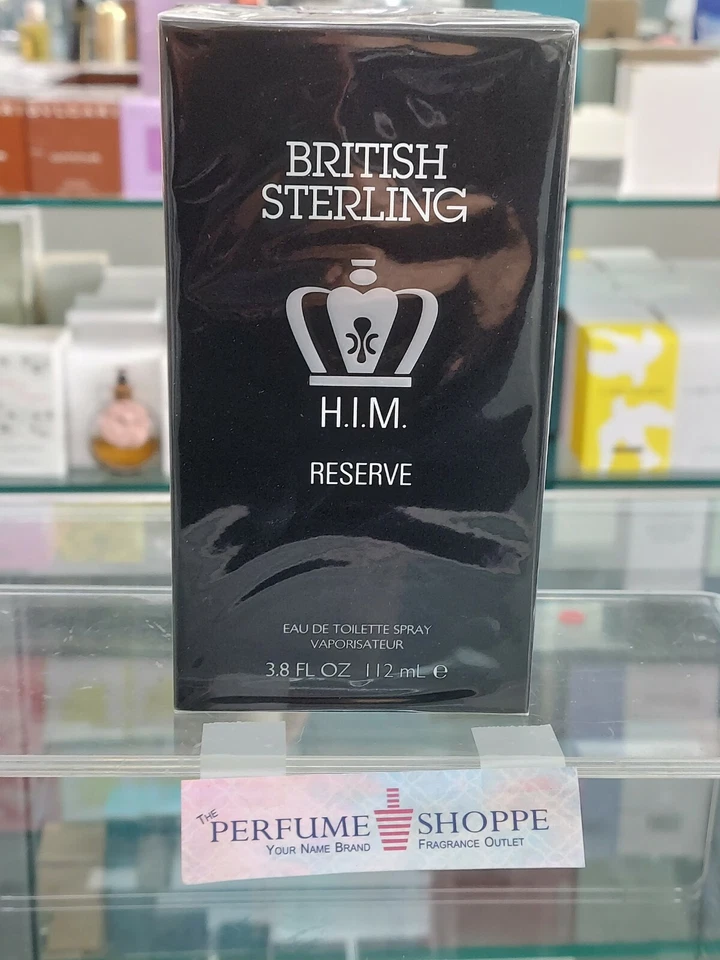 BRITISH
STERLING
H.I.M.
RESERVE
EAU DE TOILETTE SPRAY
VAPORISATEUR
3.8 FL OZ 112 mL e
THE PERFUME SHOPPE
YOUR NAME BRAND FRAGRANCE OUTLET